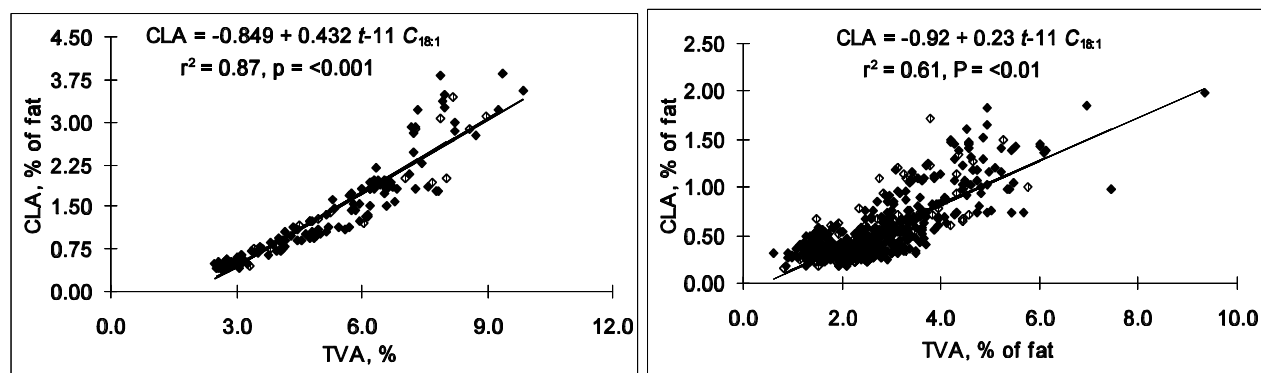 CLA = -0.849 + 0.432 t-11 C18:1
r² = 0.87, p = <0.001
4.50
3.75
3.00
2.25
1.50
0.75
0.00
CLA, % of fat
0.0 3.0 6.0 9.0 12.0
TVA, %
CLA = -0.92 + 0.23 t-11 C18:1
r² = 0.61, P = <0.01
2.50
2.00
1.50
1.00
0.50
0.00
CLA, % of fat
0.0 2.0 4.0 6.0 8.0 10.0
TVA, % of fat